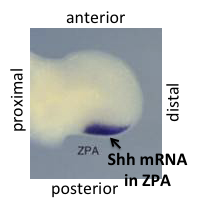 anterior
proximal
distal
ZPA
Shh mRNA
in ZPA
posterior